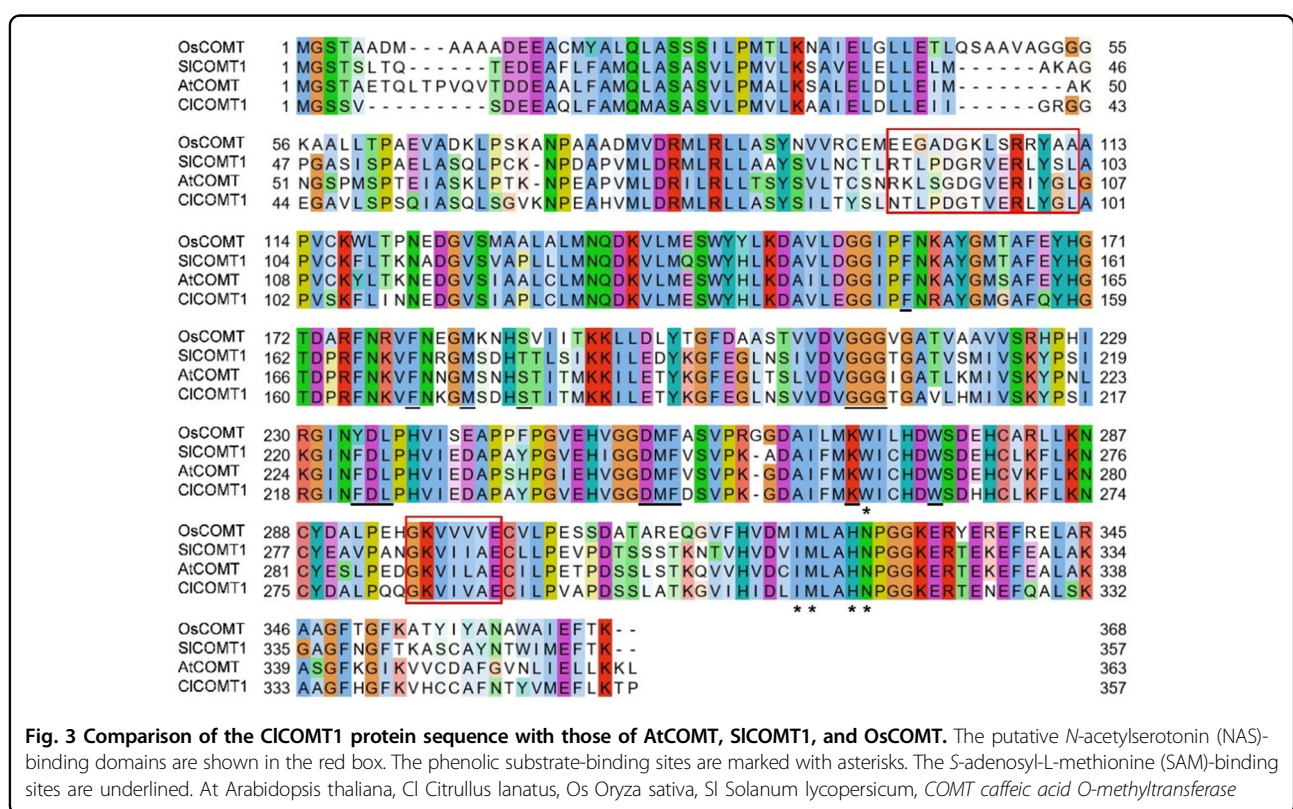 OsCOMT 1 MGSTAADM---AAAADEEACMYALQLASSSILPMTLKNAIELGLLETLQSAAVAGGGG 55
SlCOMT1 1 MGSTSLTQ------TEDEAFLFAMQLASASVLPMVLKSAVELELLELM------AKAG 46
AtCOMT 1 MGSTAETQLTPVQVTDDEAALFAMQLASASVLPMALKSALELDLLEIM--------AK 50
ClCOMT1 1 MGSSV---------SDEEAQLFAMQMASASVLPMVLKAAIELDLLEII------GRGG 43
OsCOMT 56 KAALLTPAEVADKLPSKANPAAADMVDRMLRLLASYNVVRCEMEEGADGKLSRRYAAA 113
SlCOMT1 47 PGASISPAELASQLPCK-NPDAPVMLDRMLRLLAAYSVLNCTLRTLPDGRVERLYSLA 103
AtCOMT 51 NGSPMSPTEIASKLPTK-NPEAPVMLDRILRLLTSYSVLTCSNRKLSGDGVERIYGLG 107
ClCOMT1 44 EGAVLSPSQIASQLSGVKNPEAHVMLDRMLRLLASYSILTYSLNTLPDGTVERLYGLA 101
OsCOMT 114 PVCKWLTPNEDGVSMAALALMNQDKVLMESWYYLKDAVLDGGIPFNKAYGMTAFEYHG 171
SlCOMT1 104 PVCKFLTKNADGVSVAPLLLMNQDKVLMQSWYHLKDAVLDGGIPFNKAYGMTAFEYHG 161
AtCOMT 108 PVCKYLTKNEDGVSIAALCLMNQDKVLMESWYHLKDAILDGGIPFNKAYGMSAFEYHG 165
ClCOMT1 102 PVSKFLINNEDGVSIAPLCLMNQDKVLMESWYHLKDAVLEGGIPFNRAYGMGAFQYHG 159
OsCOMT 172 TDARFNRVFNEGMKNHSVIITKKLLDLYTGFDAASTVVDVGGGVGATVAAVVSRHPHI 229
SlCOMT1 162 TDPRFNKVFNRGMSDHTTLSIKKILEDYKGFEGLNSIVDVGGGTGATVSMIVSKYPSI 219
AtCOMT 166 TDPRFNKVFNNGMSNHSTITMKKILETYKGFEGLTSLVDVGGGIGATLKMIVSKYPNL 223
ClCOMT1 160 TDPRFNKVFNKGMSDHSTITMKKILETYKGFEGLNSVVDVGGGTGAVLHMIVSKYPSI 217
OsCOMT 230 RGINYDLPHVISEAPPFPGVEHVGGDMFASVPRGGDAILMKWILHDWSDEHCARLLKN 287
SlCOMT1 220 KGINFDLPHVIEDAPAYPGVEHIGGDMFVSVPK-ADAIFMKWICHDWSDEHCLKFLKN 276
AtCOMT 224 KGINFDLPHVIEDAPSHPGIEHVGGDMFVSVPK-GDAIFMKWICHDWSDEHCLKFLKN 280
ClCOMT1 218 RGINFDLPHVIEDAPAYPGVEHVGGDMFDSVPK-GDAIFMKWICHDWSDHHCLKFLKN 274
*
OsCOMT 288 CYDALPEHGKVVVVECVLPESSDATAREQGVFHVDMIMLAHNPGGKERYEREFRELAR 345
SlCOMT1 277 CYEAVPANGKVIIAECLLPEVPDTSSSTKNTVHVDVIMLAHNPGGKERTEKEFEALAK 334
AtCOMT 281 CYESLPEDGKVILAECILPETPDSSLSTKQVVHVDCIMLAHNPGGKERTEKEFEALAK 338
ClCOMT1 275 CYDALPQQGKVIVAECILPVAPDSSLATKGVIHIDLIMLAHNPGGKERTENEFQALSK 332
* * * *
OsCOMT 346 AAGFTGFKATYIYANAWAIEFTK-- 368
SlCOMT1 335 GAGFNGFTKASCAYNTWIMEFTK-- 357
AtCOMT 339 ASGFKGIKVVCDAFGVNLIELLKKL 363
ClCOMT1 333 AAGFHGFKVHCCAFNTYVMEFLKTP 357
Fig. 3 Comparison of the ClCOMT1 protein sequence with those of AtCOMT, SlCOMT1, and OsCOMT. The putative N-acetylserotonin (NAS)-
binding domains are shown in the red box. The phenolic substrate-binding sites are marked with asterisks. The S-adenosyl-L-methionine (SAM)-binding
sites are underlined. At Arabidopsis thaliana, Cl Citrullus lanatus, Os Oryza sativa, Sl Solanum lycopersicum, COMT caffeic acid O-methyltransferase